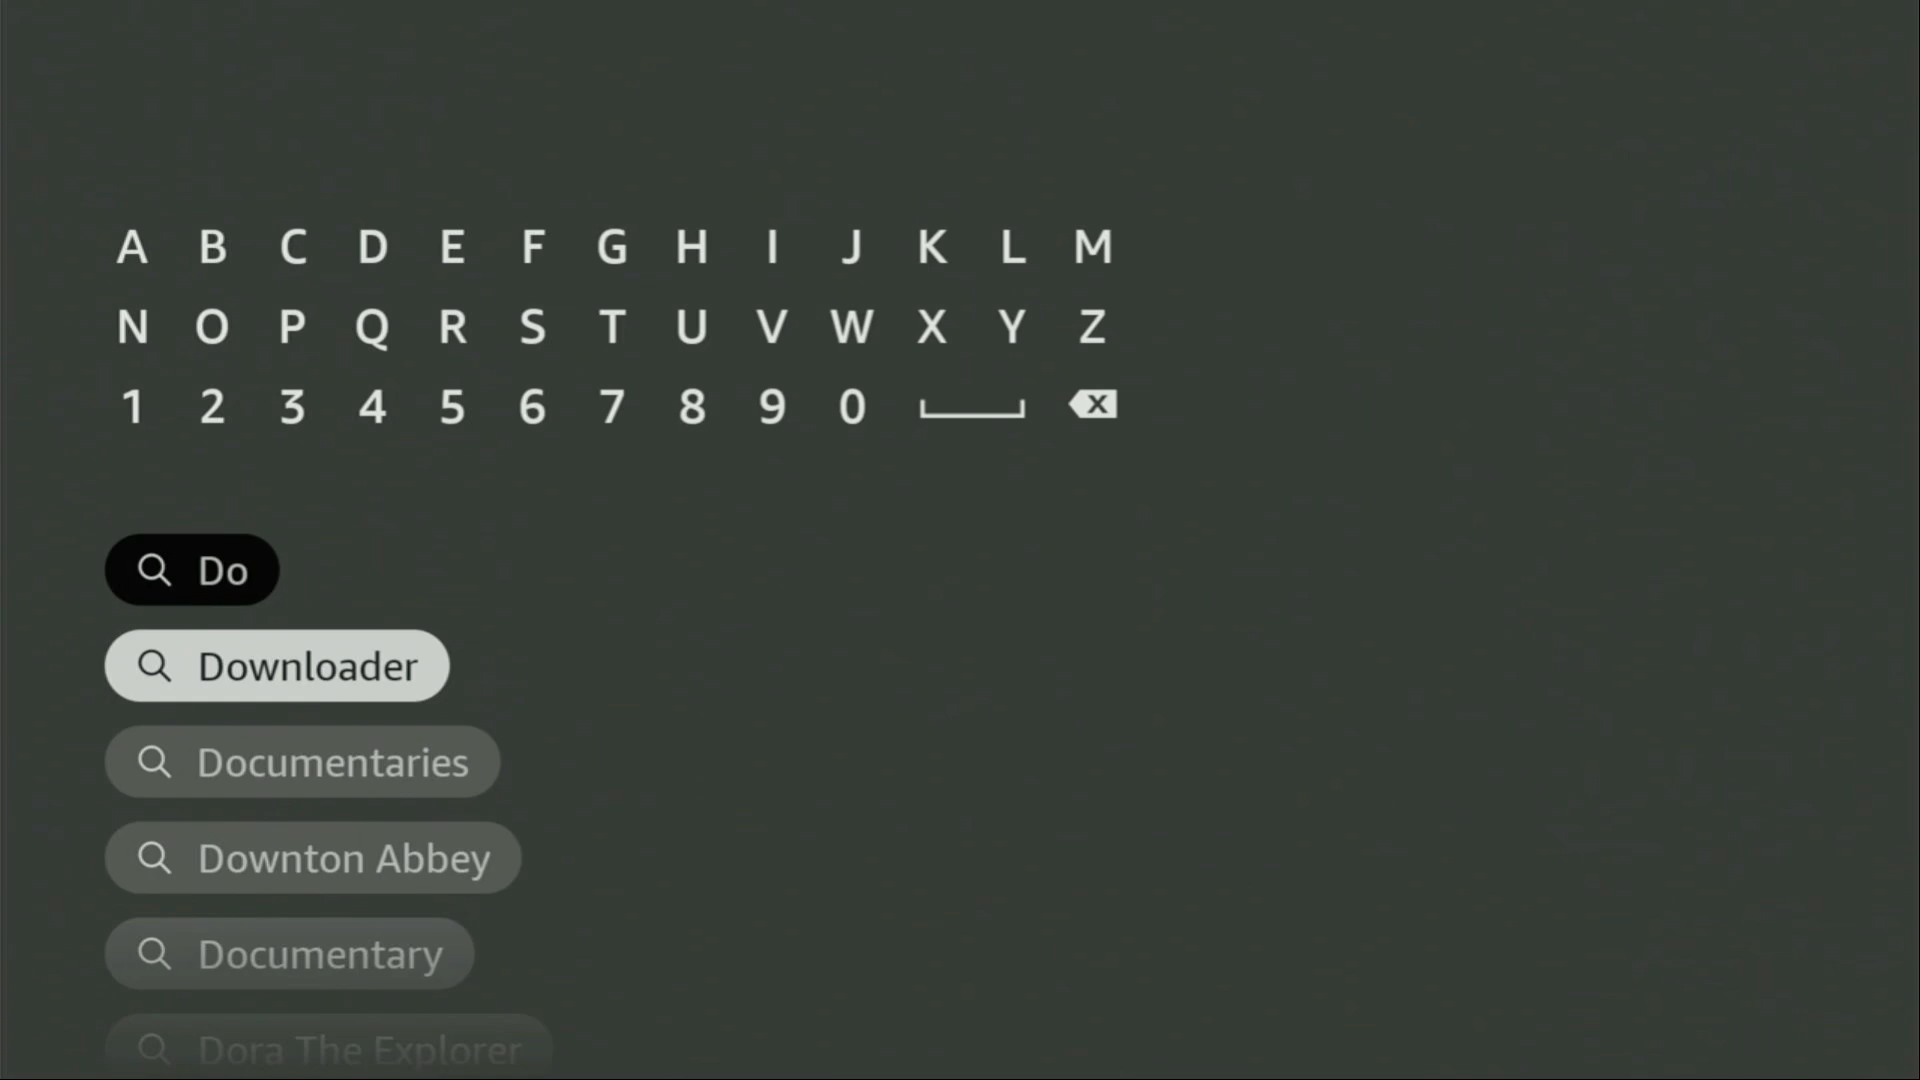 A B C D E F G H I J K L M
N O P Q R S T U V W X Y Z
1 2 3 4 5 6 7 8 9 0
Do
Downloader
Documentaries
Downton Abbey
Documentary
Dora The Explorer